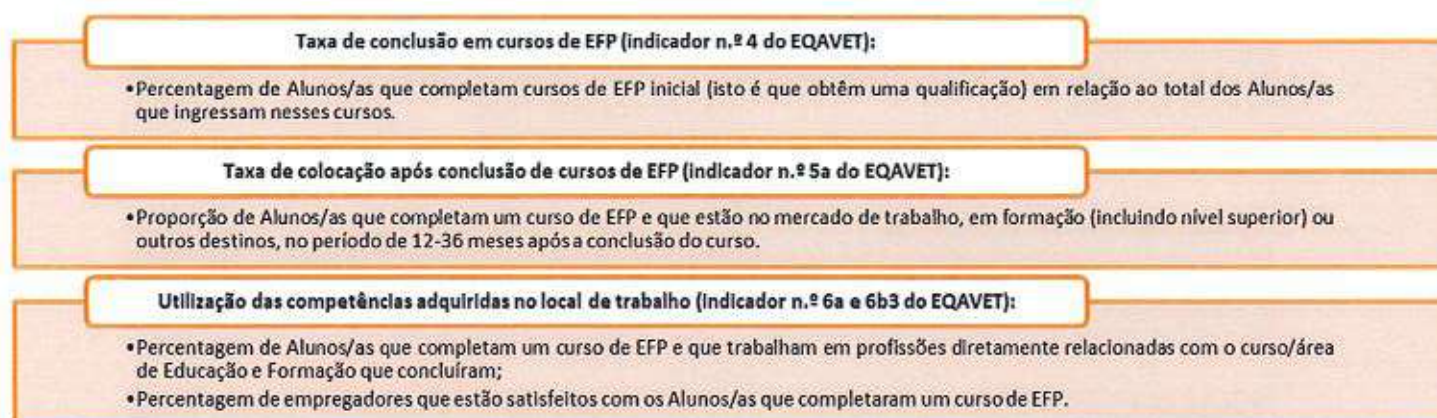 Taxa de conclusão em cursos de EFP (indicador n.º 4 do EQAVET):
•Percentagem de Alunos/as que completam cursos de EFP inicial (isto é que obtêm uma qualificação) em relação ao total dos Alunos/as
que ingressam nesses cursos.
Taxa de colocação após conclusão de cursos de EFP (indicador n.º 5a do EQAVET):
•Proporção de Alunos/as que completam um curso de EFP e que estão no mercado de trabalho, em formação (incluindo nível superior) ou
outros destinos, no período de 12-36 meses após a conclusão do curso.
Utilização das competências adquiridas no local de trabalho (indicador n.º 6a e 6b3 do EQAVET):
•Percentagem de Alunos/as que completam um curso de EFP e que trabalham em profissões diretamente relacionadas com o curso/área
de Educação e Formação que concluíram;
•Percentagem de empregadores que estão satisfeitos com os Alunos/as que completaram um curso de EFP.